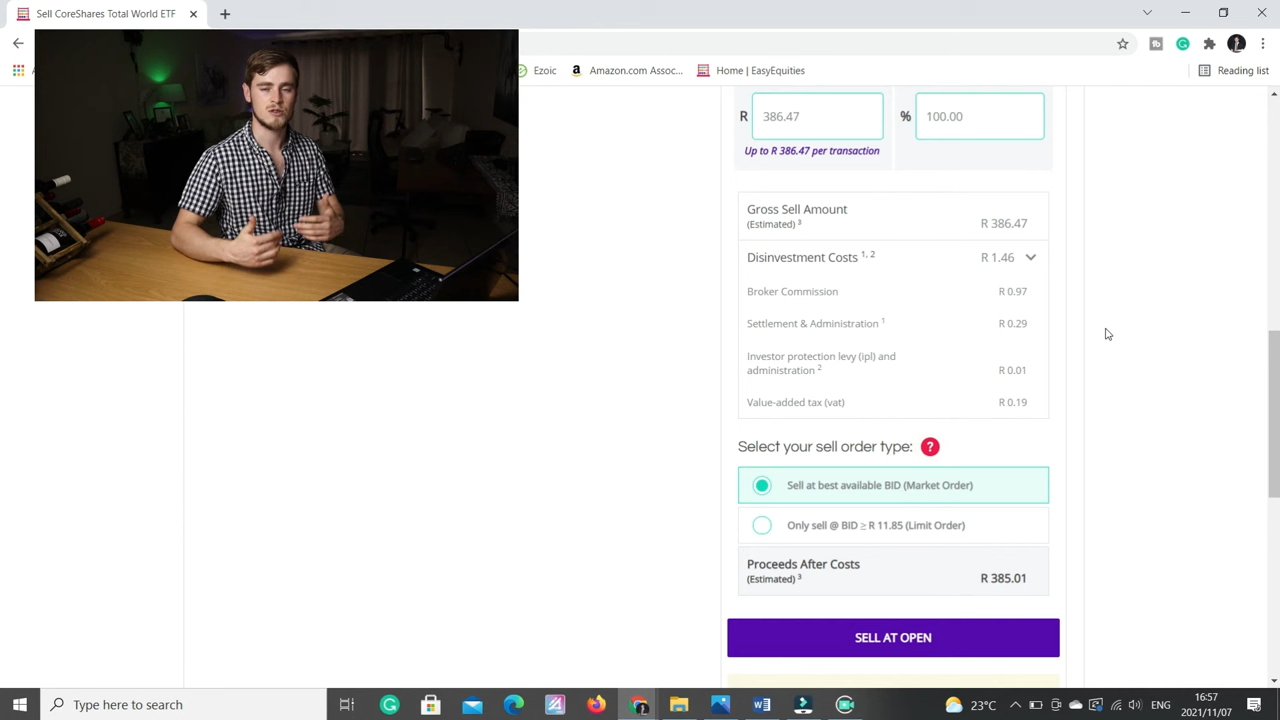 Sell CoreShares Total World ETF
Ezoic
Amazon.com Assoc...
Home | EasyEquities
Reading list
R 386.47
% 100.00
Up to R 386.47 per transaction
Gross Sell Amount
(Estimated) 3
R 386.47
Disinvestment Costs 1, 2
R 1.46
Broker Commission
R 0.97
Settlement & Administration 1
R 0.29
Investor protection levy (ipl) and
administration 2
R 0.01
Value-added tax (vat)
R 0.19
Select your sell order type: ?
Sell at best available BID (Market Order)
Only sell @ BID ≥ R 11.85 (Limit Order)
Proceeds After Costs
(Estimated) 3
R 385.01
SELL AT OPEN
Type here to search
23°C
ENG
16:57
2021/11/07